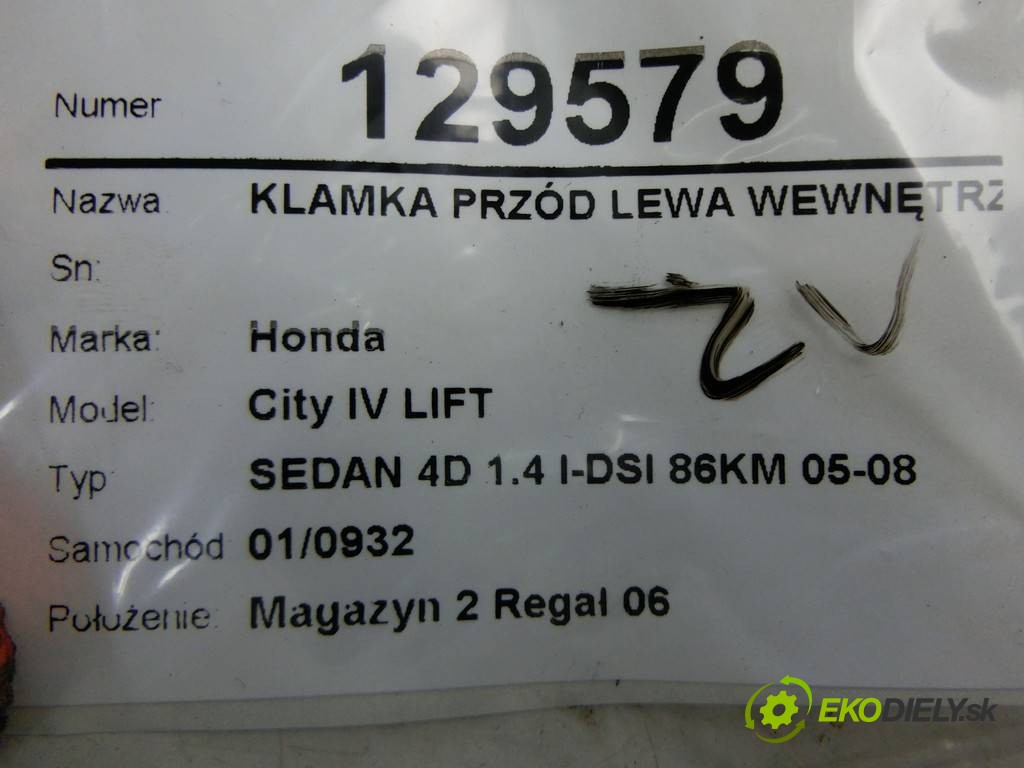 Numer 129579
Nazwa KLAMKA PRZÓD LEWA WEWNĘTRZ
Sn:
Marka: Honda
Model: City IV LIFT
Typ: SEDAN 4D 1.4 I-DSI 86KM 05-08
Samochód 01/0932
Położenie: Magazyn 2 Regał 06
EKODIELY.sk